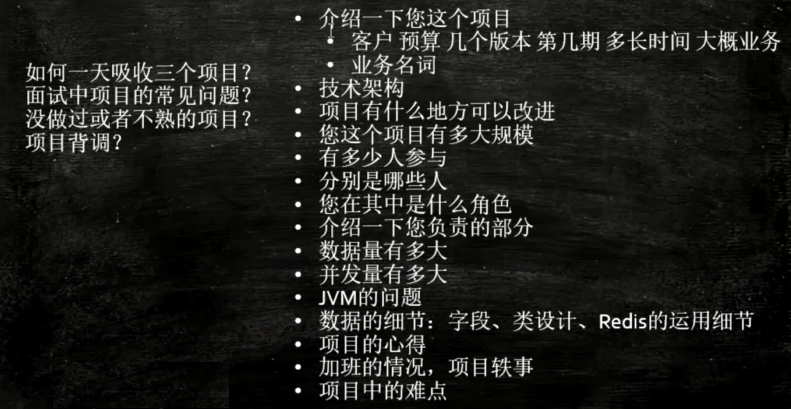 如何一天吸收三个项目？
面试中项目的常见问题？
没做过或者不熟的项目？
项目背调？
• 介绍一下您这个项目
• 客户 预算 几个版本 第几期 多长时间 大概业务
• 业务名词
• 技术架构
• 项目有什么地方可以改进
• 您这个项目有多大规模
• 有多少人参与
• 分别是哪些人
• 您在其中是什么角色
• 介绍一下您负责的部分
• 数据量有多大
• 并发量有多大
• JVM的问题
• 数据的细节：字段、类设计、Redis的运用细节
• 项目的心得
• 加班的情况，项目轶事
• 项目中的难点